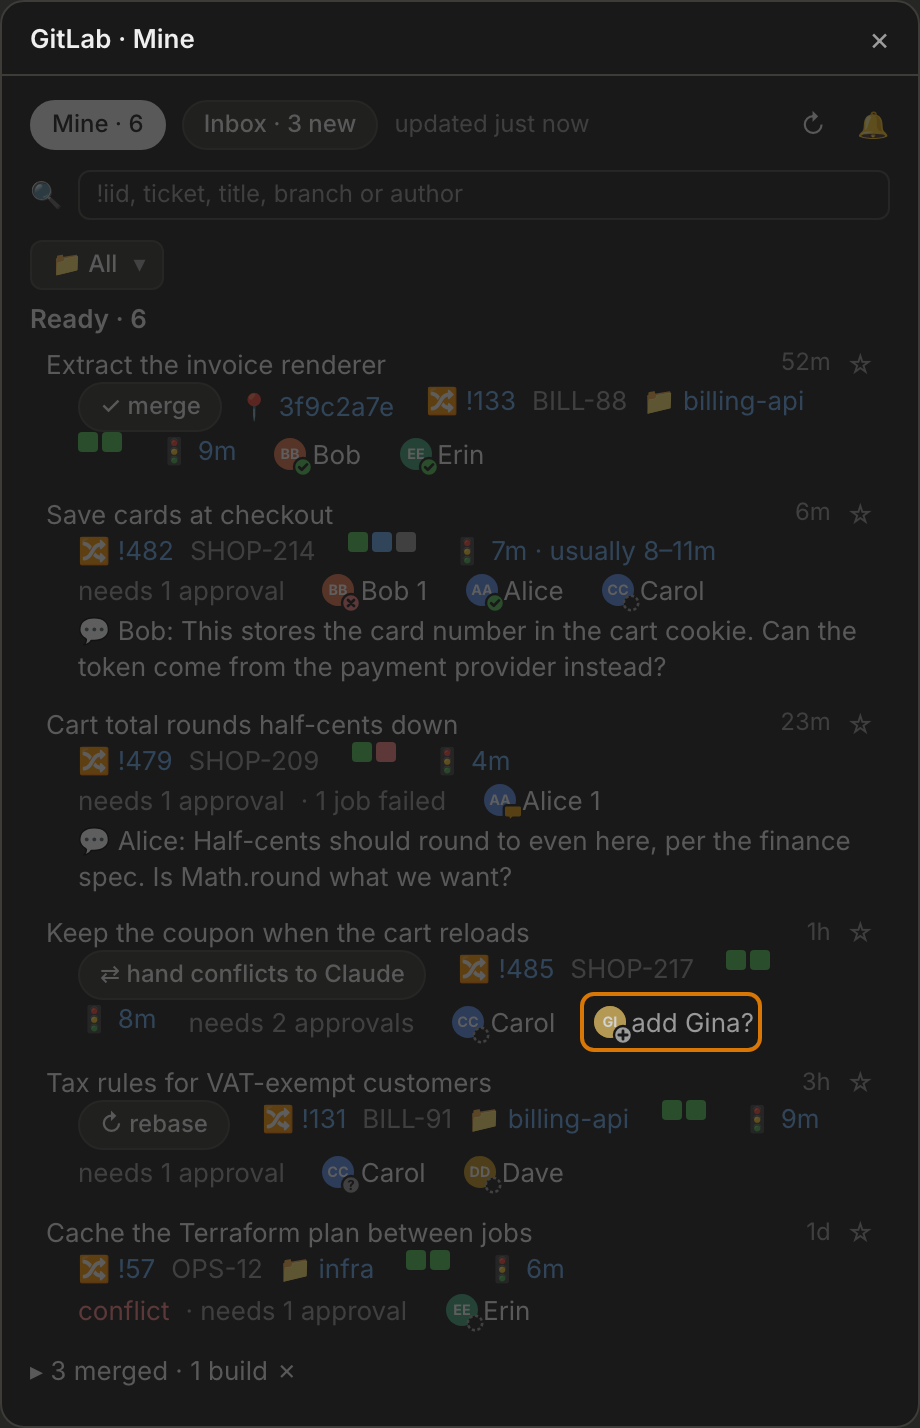 GitLab · Mine ×
Mine · 6 Inbox · 3 new updated just now
!iid, ticket, title, branch or author
All ▾
Ready · 6
Extract the invoice renderer 52m
✓ merge 3f9c2a7e !133 BILL-88 billing-api
9m BB Bob EE Erin
Save cards at checkout 6m
!482 SHOP-214 7m · usually 8–11m
needs 1 approval BB Bob 1 AA Alice CC Carol
Bob: This stores the card number in the cart cookie. Can the
token come from the payment provider instead?
Cart total rounds half-cents down 23m
!479 SHOP-209 4m
needs 1 approval · 1 job failed AA Alice 1
Alice: Half-cents should round to even here, per the finance
spec. Is Math.round what we want?
Keep the coupon when the cart reloads 1h
⇄ hand conflicts to Claude !485 SHOP-217
8m needs 2 approvals CC Carol GI add Gina?
Tax rules for VAT-exempt customers 3h
↻ rebase !131 BILL-91 billing-api 9m
needs 1 approval CC Carol DD Dave
Cache the Terraform plan between jobs 1d
!57 OPS-12 infra 6m
conflict · needs 1 approval EE Erin
▸ 3 merged · 1 build ×